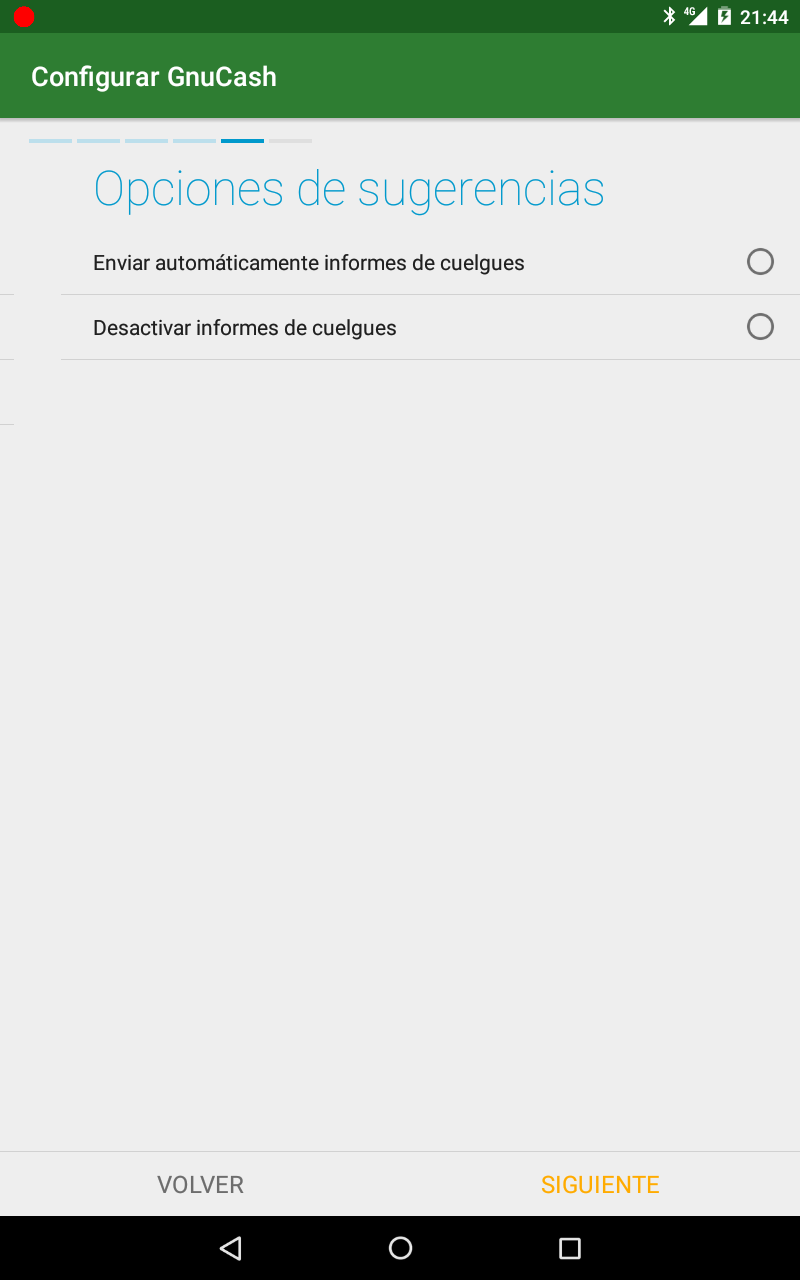 4G 21:44
Configurar GnuCash
Opciones de sugerencias
Enviar automáticamente informes de cuelgues
Desactivar informes de cuelgues
VOLVER SIGUIENTE